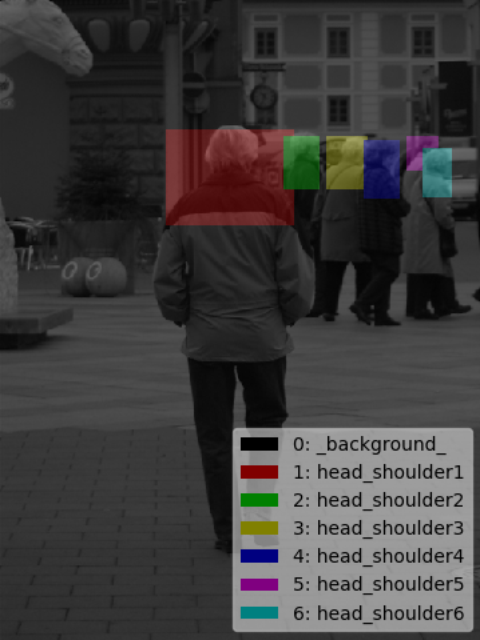 0: _background_
1: head_shoulder1
2: head_shoulder2
3: head_shoulder3
4: head_shoulder4
5: head_shoulder5
6: head_shoulder6